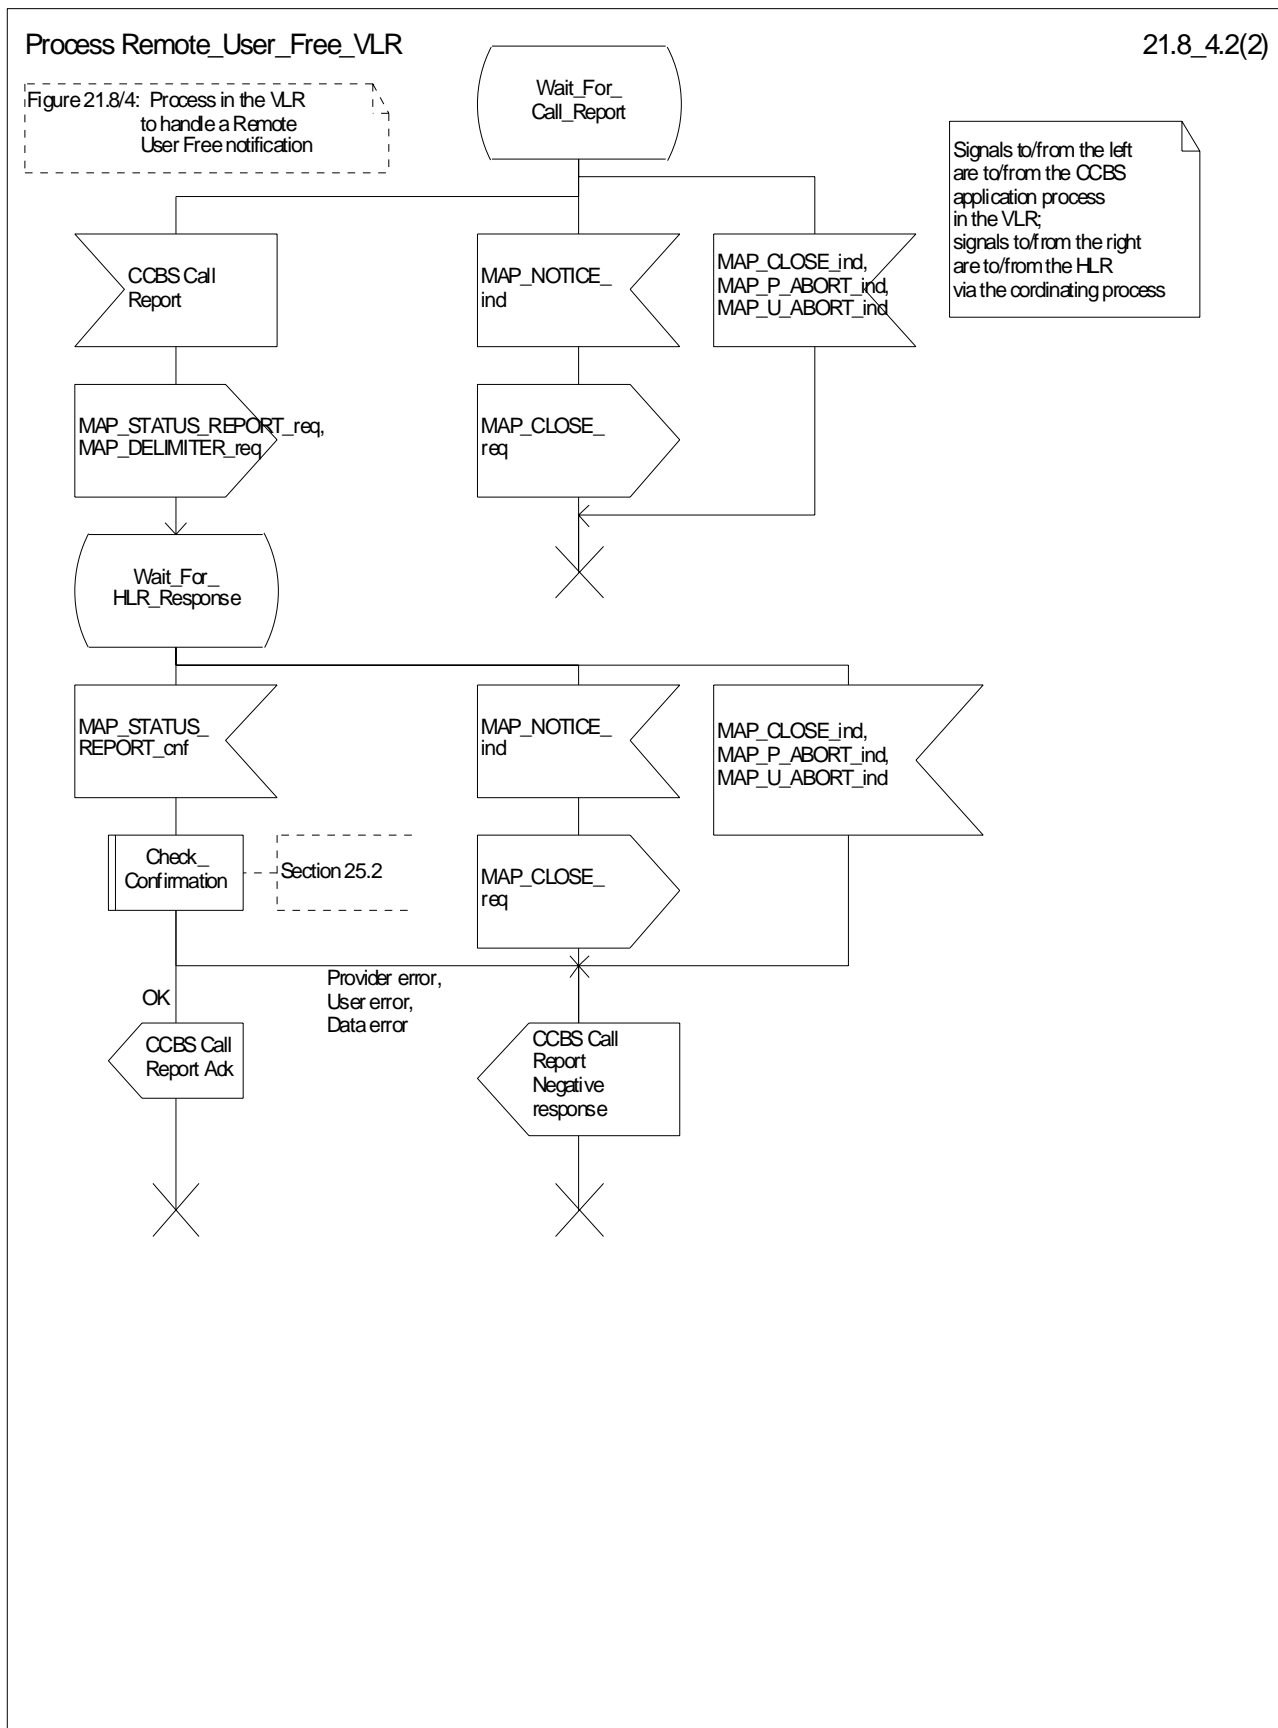 Process Remote_User_Free_VLR
21.8_4.2(2)
Figure 21.8/4: Process in the VLR
to handle a Remote
User Free notification
Wait_For_
Call_Report
Signals to/from the left
are to/from the CCBS
application process
in the VLR;
signals to/from the right
are to/from the HLR
via the cordinating process
CCBS Call
Report
MAP_NOTICE_
ind
MAP_CLOSE_ind,
MAP_P_ABORT_ind,
MAP_U_ABORT_ind
MAP_STATUS_REPORT_req,
MAP_DELIMITER_req
MAP_CLOSE_
req
Wait_For_
HLR_Response
MAP_STATUS_
REPORT_cnf
MAP_NOTICE_
ind
MAP_CLOSE_ind,
MAP_P_ABORT_ind,
MAP_U_ABORT_ind
Check_
Confirmation
Section 25.2
MAP_CLOSE_
req
Provider error,
User error,
Data error
OK
CCBS Call
Report Ack
CCBS Call
Report
Negative
response